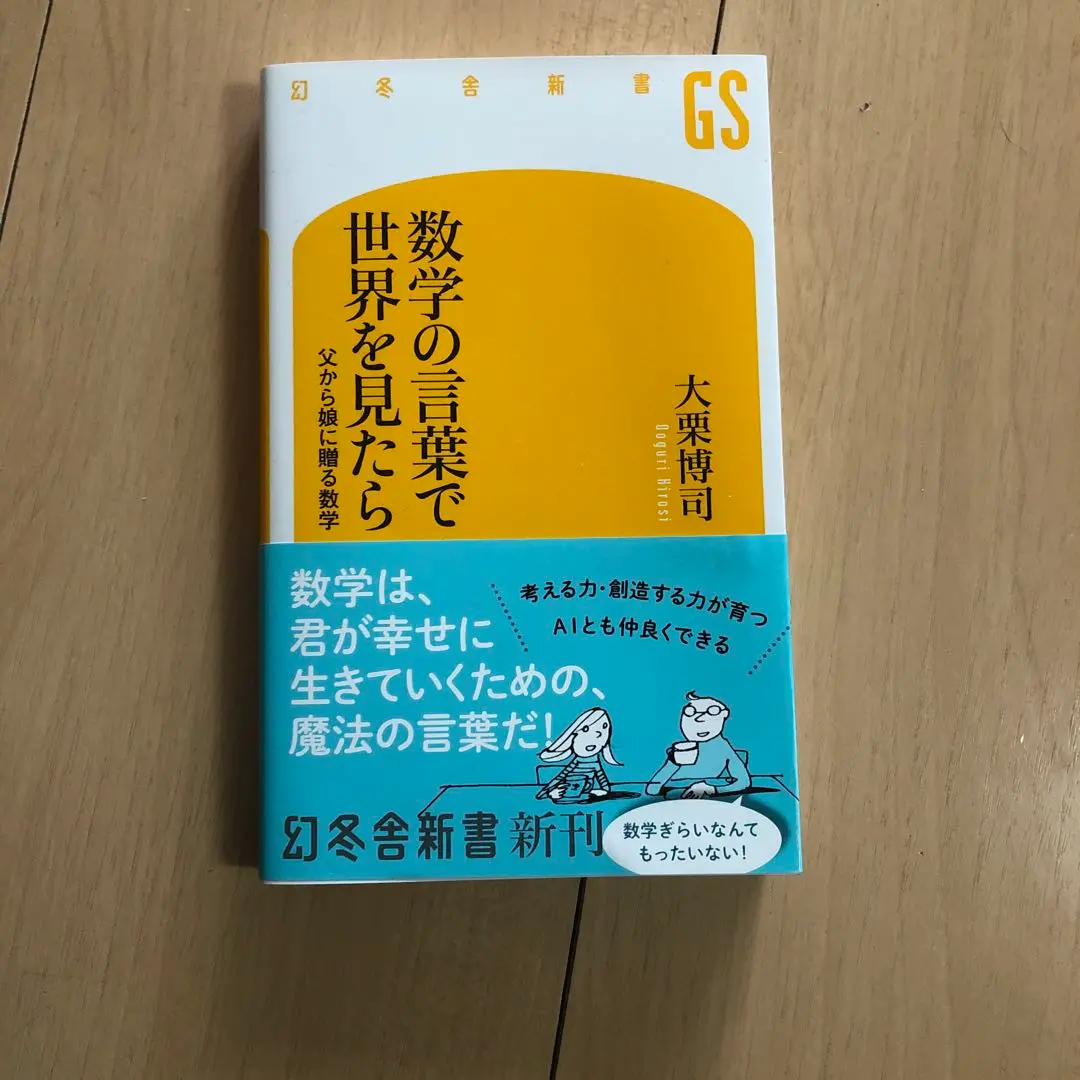 幻冬舎新書
GS
数学の言葉で
世界を見たら
父から娘に贈る数学
大栗博司
Ooguri Hirosi
数学は、
君が幸せに
生きていくための、
魔法の言葉だ!
考える力・創造する力が育つ
AIとも仲良くできる
幻冬舎新書 新刊
数学ぎらいなんて
もったいない!